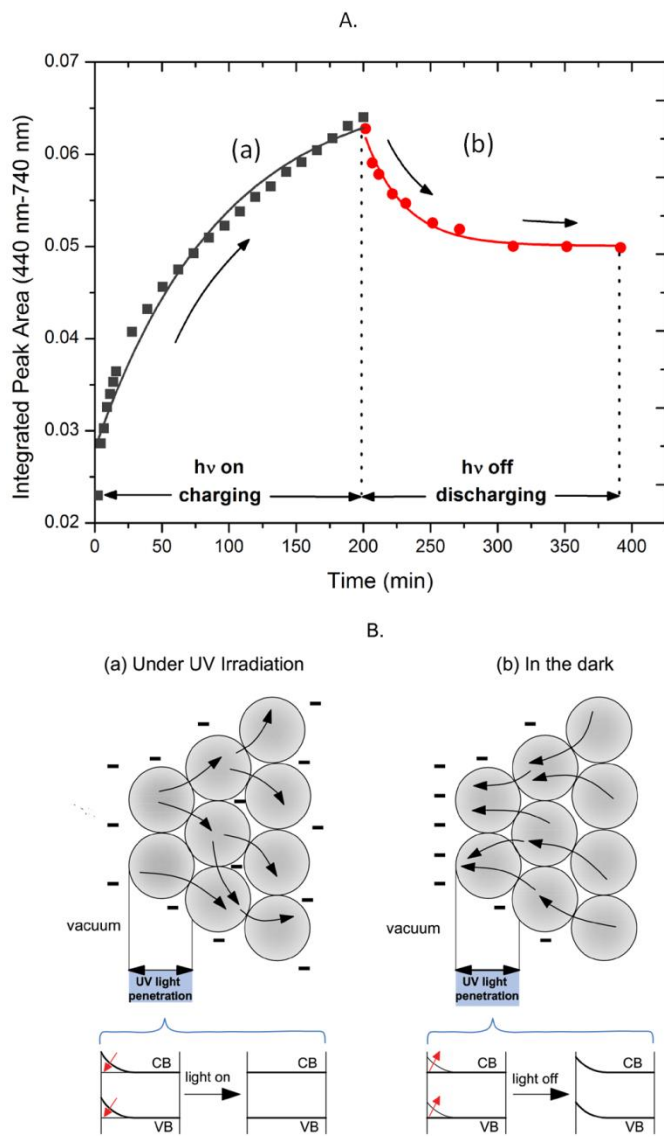 A.
(a)
(b)
Integrated Peak Area (440 nm-740 nm)
0.07
0.06
0.05
0.04
0.03
0.02
hν on
charging
hν off
discharging
0 50 100 150 200 250 300 350 400
Time (min)
B.
(a) Under UV Irradiation
(b) In the dark
vacuum
UV light
penetration
vacuum
UV light
penetration
CB
light on
CB
VB
VB
CB
light off
CB
VB
VB